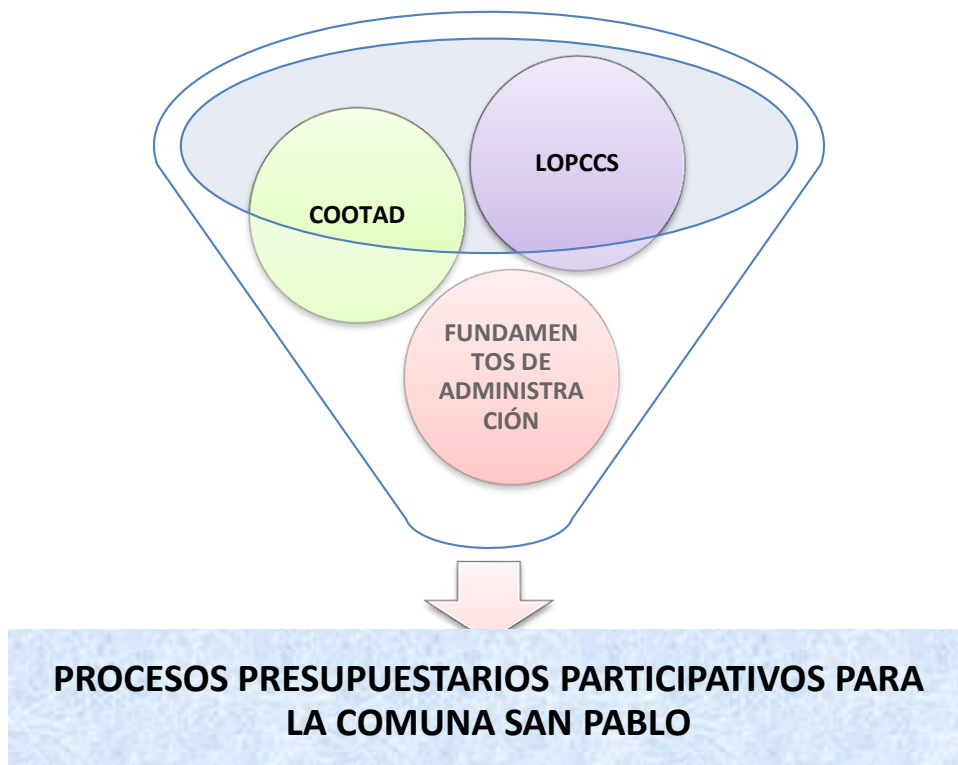 LOPCCS
COOTAD
FUNDAMEN
TOS DE
ADMINISTRA
CIÓN
PROCESOS PRESUPUESTARIOS PARTICIPATIVOS PARA
LA COMUNA SAN PABLO